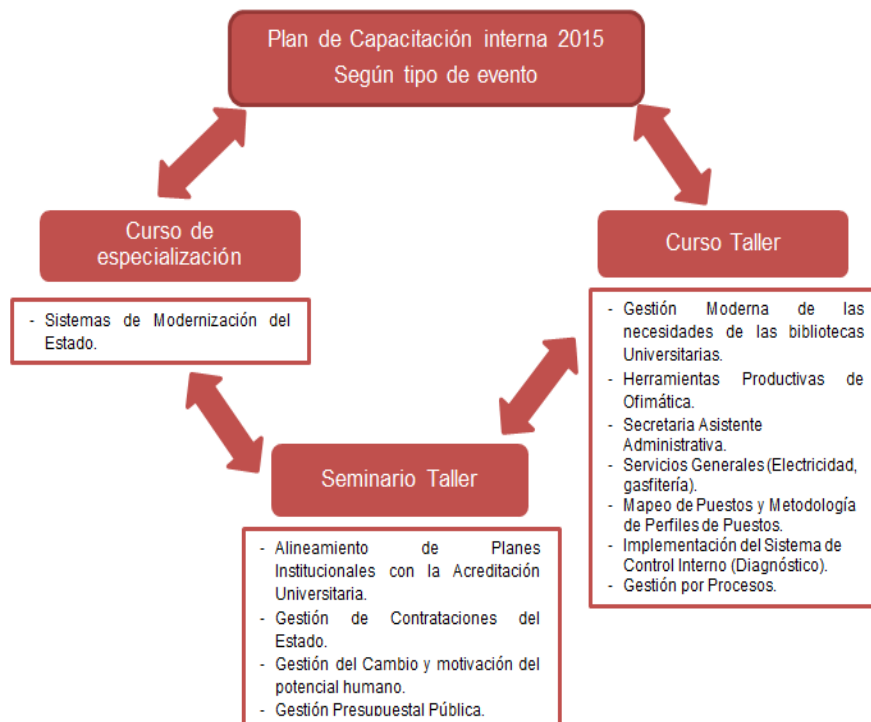 Plan de Capacitación interna 2015
Según tipo de evento
Curso de
especialización
- Sistemas de Modernización del
Estado.
Curso Taller
- Gestión Moderna de las
necesidades de las bibliotecas
Universitarias.
- Herramientas Productivas de
Ofimática.
- Secretaria Asistente
Administrativa.
- Servicios Generales (Electricidad,
gasfitería).
- Mapeo de Puestos y Metodología
de Perfiles de Puestos.
- Implementación del Sistema de
Control Interno (Diagnóstico).
- Gestión por Procesos.
Seminario Taller
- Alineamiento de Planes
Institucionales con la Acreditación
Universitaria.
- Gestión de Contrataciones del
Estado.
- Gestión del Cambio y motivación del
potencial humano.
- Gestión Presupuestal Pública.